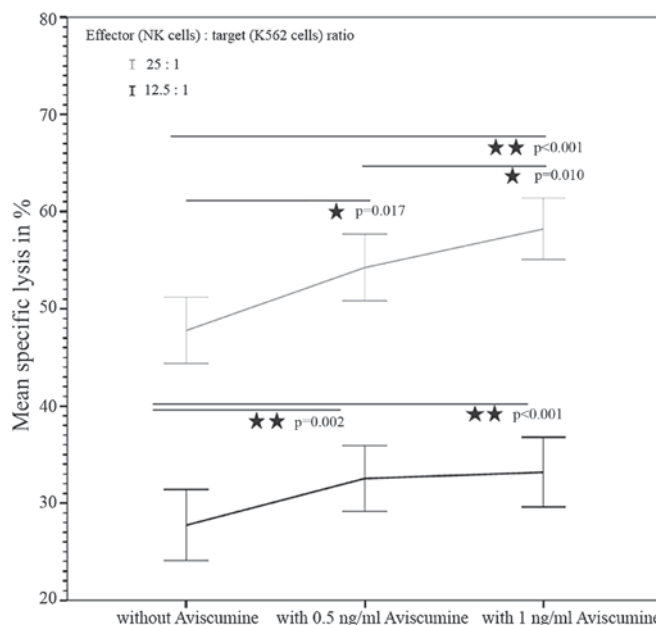 80
Effector (NK cells) : target (K562 cells) ratio
25 : 1
12.5 : 1
70
p<0.001
p=0.010
60
p=0.017
50
40
p=0.002
p<0.001
30
20
Mean specific lysis in %
without Aviscumine
with 0.5 ng/ml Aviscumine
with 1 ng/ml Aviscumine